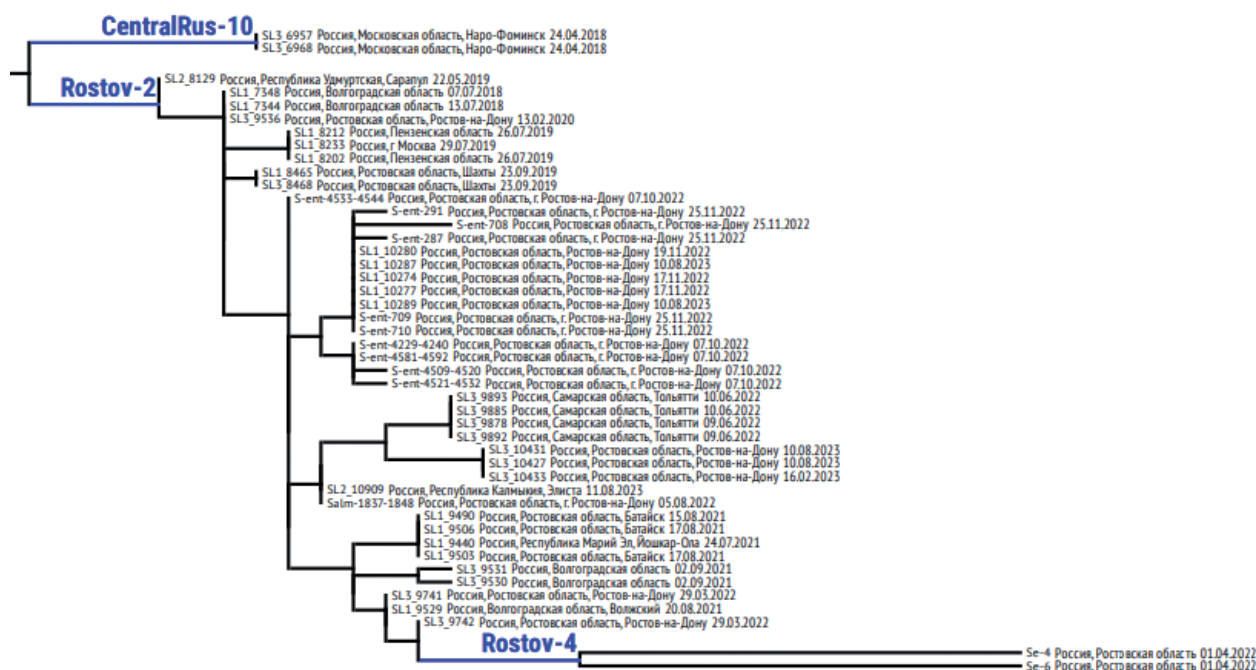 CentralRus-10
SL3_6957 Россия, Московская область, Наро-Фоминск 24.04.2018
SL3_6968 Россия, Московская область, Наро-Фоминск 24.04.2018
Rostov-2
SL2_8129 Россия, Республика Удмуртская, Сарапул 22.05.2019
SL1_7348 Россия, Волгоградская область 07.07.2018
SL1_7344 Россия, Волгоградская область 13.07.2018
SL3_9536 Россия, Ростовская область, Ростов-на-Дону 13.02.2020
SL1_8212 Россия, Пензенская область 26.07.2019
SL1_8233 Россия, г Москва 29.07.2019
SL1_8202 Россия, Пензенская область 26.07.2019
SL1_8465 Россия, Ростовская область, Шахты 23.09.2019
SL3_8468 Россия, Ростовская область, Шахты 23.09.2019
S-ent-4533-4544 Россия, Ростовская область, г. Ростов-на-Дону 07.10.2022
S-ent-291 Россия, Ростовская область, г. Ростов-на-Дону 25.11.2022
S-ent-708 Россия, Ростовская область, г. Ростов-на-Дону 25.11.2022
S-ent-287 Россия, Ростовская область, г. Ростов-на-Дону 25.11.2022
SL1_10280 Россия, Ростовская область, Ростов-на-Дону 19.11.2022
SL1_10287 Россия, Ростовская область, Ростов-на-Дону 10.08.2023
SL1_10274 Россия, Ростовская область, Ростов-на-Дону 17.11.2022
SL1_10277 Россия, Ростовская область, Ростов-на-Дону 17.11.2022
SL1_10289 Россия, Ростовская область, Ростов-на-Дону 10.08.2023
S-ent-709 Россия, Ростовская область, г. Ростов-на-Дону 25.11.2022
S-ent-710 Россия, Ростовская область, г. Ростов-на-Дону 25.11.2022
S-ent-4229-4240 Россия, Ростовская область, г. Ростов-на-Дону 07.10.2022
S-ent-4581-4592 Россия, Ростовская область, г. Ростов-на-Дону 07.10.2022
S-ent-4509-4520 Россия, Ростовская область, г. Ростов-на-Дону 07.10.2022
S-ent-4521-4532 Россия, Ростовская область, г. Ростов-на-Дону 07.10.2022
SL3_9893 Россия, Самарская область, Тольятти 10.06.2022
SL3_9885 Россия, Самарская область, Тольятти 10.06.2022
SL3_9878 Россия, Самарская область, Тольятти 09.06.2022
SL3_9892 Россия, Самарская область, Тольятти 09.06.2022
SL3_10431 Россия, Ростовская область, Ростов-на-Дону 10.08.2023
SL3_10427 Россия, Ростовская область, Ростов-на-Дону 10.08.2023
SL3_10433 Россия, Ростовская область, Ростов-на-Дону 16.02.2023
SL2_10909 Россия, Республика Калмыкия, Элиста 11.08.2023
Salm-1837-1848 Россия, Ростовская область, г. Ростов-на-Дону 05.08.2022
SL1_9490 Россия, Ростовская область, Батайск 15.08.2021
SL1_9506 Россия, Ростовская область, Батайск 17.08.2021
SL1_9440 Россия, Республика Марий Эл, Йошкар-Ола 24.07.2021
SL1_9503 Россия, Ростовская область, Батайск 17.08.2021
SL3_9531 Россия, Волгоградская область 02.09.2021
SL3_9530 Россия, Волгоградская область 02.09.2021
SL3_9741 Россия, Ростовская область, Ростов-на-Дону 29.03.2022
SL1_9529 Россия, Волгоградская область, Волжский 20.08.2021
SL3_9742 Россия, Ростовская область, Ростов-на-Дону 29.03.2022
Rostov-4
Se-4 Россия, Ростовская область 01.04.2022
Se-6 Россия, Ростовская область 01.04.2022